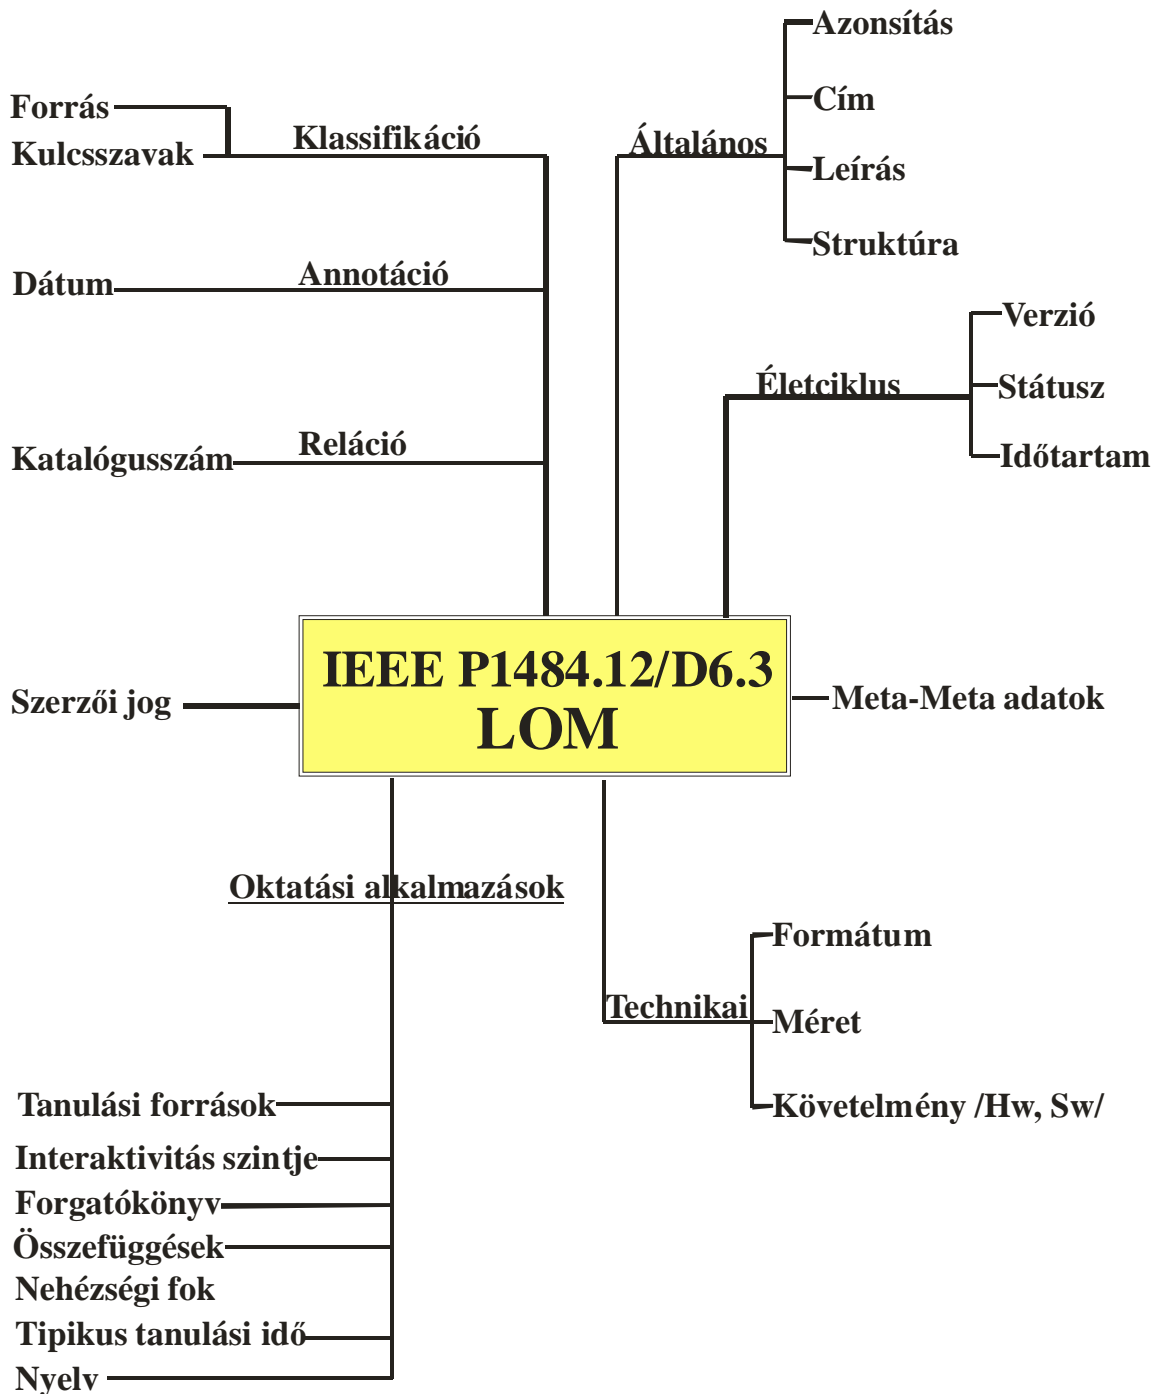 Azonsítás
Forrás
Klassifikáció
Kulcsszavak
Általános
Cím
Leírás
Struktúra
Dátum
Annotáció
Verzió
Életciklus
Státusz
Katalógusszám
Reláció
Időtartam
IEEE P1484.12/D6.3
LOM
Szerzői jog
Meta-Meta adatok
Oktatási alkalmazások
Formátum
Technikai
Méret
Követelmény /Hw, Sw/
Tanulási források
Interaktivitás szintje
Forgatókönyv
Összefüggések
Nehézségi fok
Tipikus tanulási idő
Nyelv